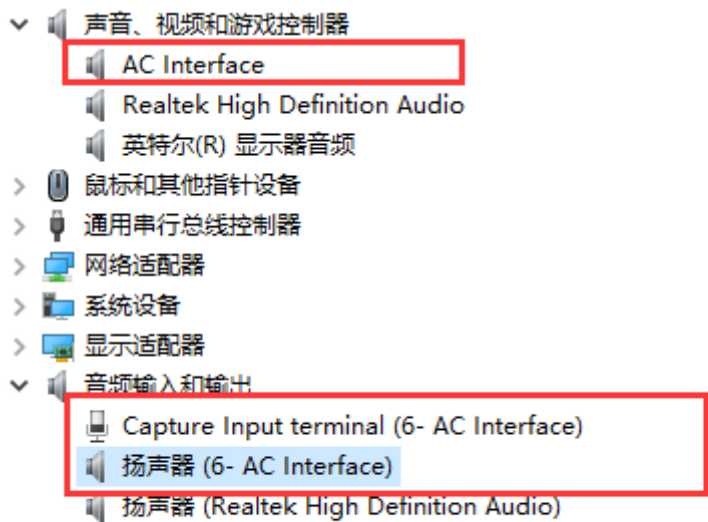 声音、视频和游戏控制器
AC Interface
Realtek High Definition Audio
英特尔(R) 显示器音频
鼠标和其他指针设备
通用串行总线控制器
网络适配器
系统设备
显示适配器
音频输入和输出
Capture Input terminal (6- AC Interface)
扬声器 (6- AC Interface)
扬声器 (Realtek High Definition Audio)